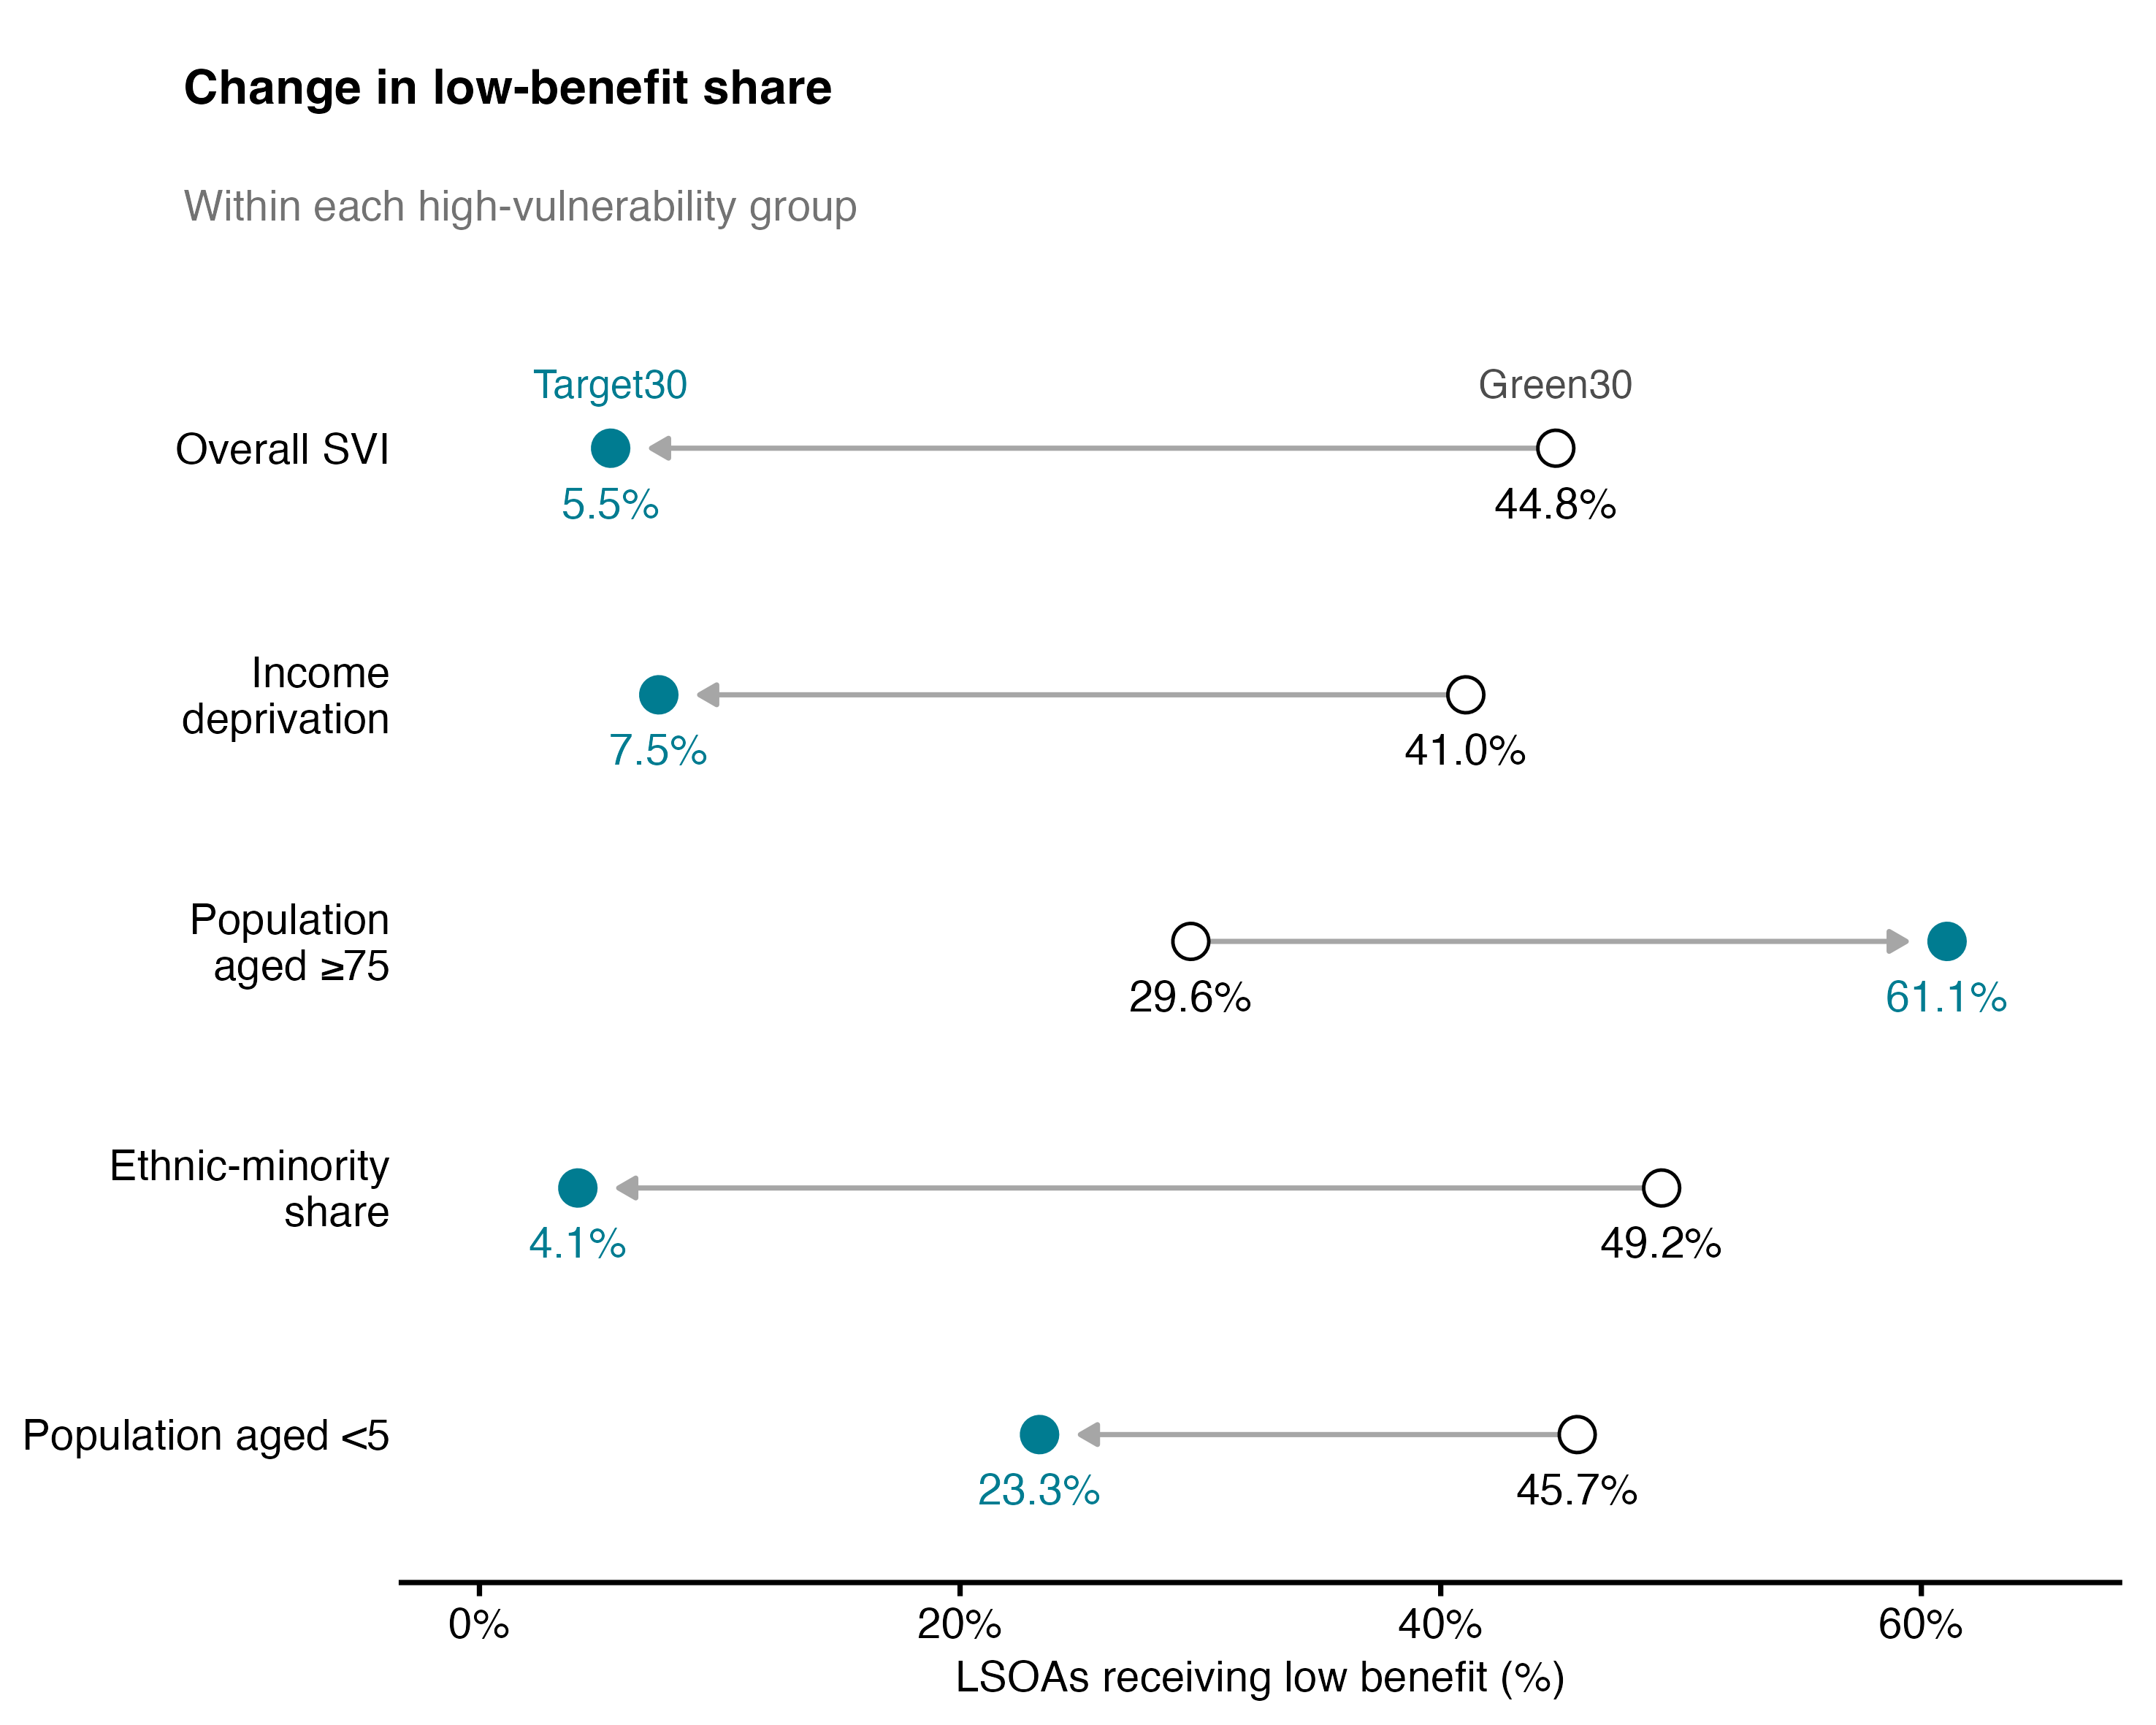 Change in low-benefit share
Within each high-vulnerability group
Target30
Green30
Overall SVI
5.5%
44.8%
Income
deprivation
7.5%
41.0%
Population
aged ≥75
29.6%
61.1%
Ethnic-minority
share
4.1%
49.2%
Population aged <5
23.3%
45.7%
0%
20%
40%
60%
LSOAs receiving low benefit (%)